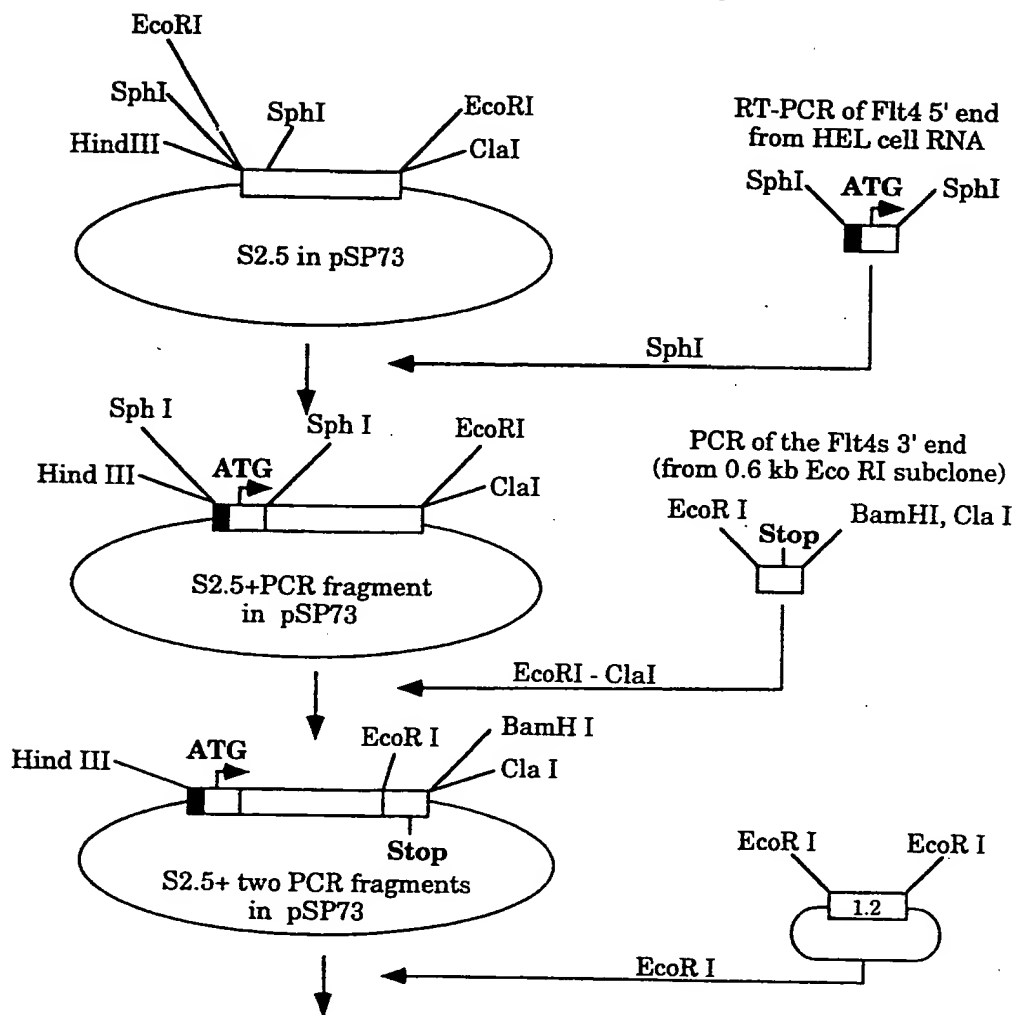 EcoRI
SphI
SphI
EcoRI
HindIII
ClaI
S2.5 in pSP73
RT-PCR of Flt4 5' end
from HEL cell RNA
SphI
ATG
SphI
SphI
Sph I
Sph I
EcoRI
Hind III
ATG
ClaI
S2.5+PCR fragment
in pSP73
PCR of the Flt4s 3' end
(from 0.6 kb Eco RI subclone)
EcoR I
Stop
BamHI, Cla I
EcoRI - ClaI
Hind III
ATG
EcoR I
BamH I
Cla I
Stop
S2.5+ two PCR fragments
in pSP73
EcoR I
EcoR I
1.2
EcoR I